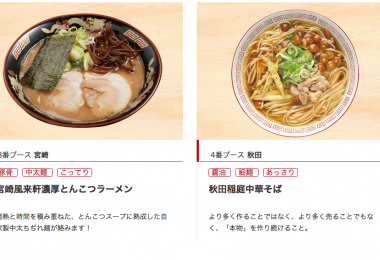 番ブース 宮崎
豚骨 中太麺 こってり
宮崎風来軒濃厚とんこつラーメン
情熱と時間を積み重ねた、とんこつスープに熟成した自
家製中太ちぢれ麺が絡みます！
4番ブース 秋田
醤油 細麺 あっさり
秋田稲庭中華そば
より多く作ることではなく、より多く売ることでもな
く、「本物」を作り続けること。